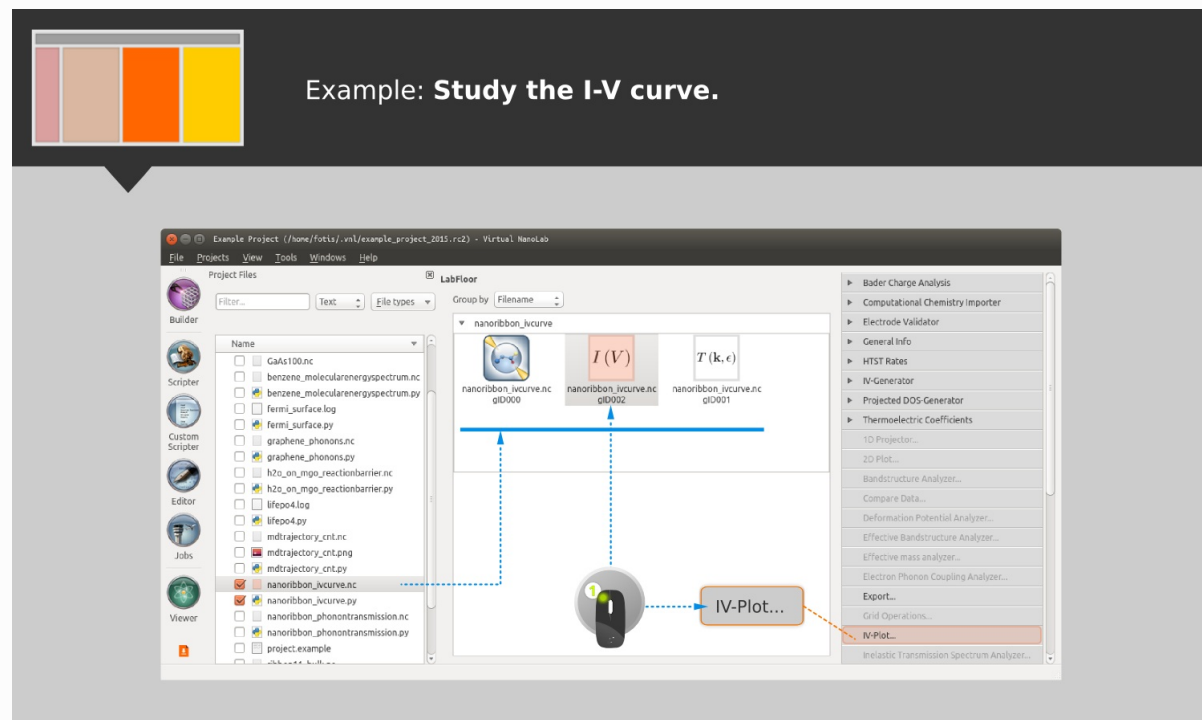 Example: Study the I-V curve.
Example Project (/home/fotis/.vnl/example_project_2015.rc2) - Virtual NanoLab
File Projects View Tools Windows Help
Builder
Scripter
Custom
Scripter
Editor
Jobs
Viewer
Project Files
Filter...
Text
File types
Name
GaAs100.nc
benzene_molecularenergyspectrum.nc
benzene_molecularenergyspectrum.py
fermi_surface.log
fermi_surface.py
graphene_phonons.nc
graphene_phonons.py
h2o_on_mgo_reactionbarrier.nc
h2o_on_mgo_reactionbarrier.py
lifepo4.log
lifepo4.py
mdtrajectory_cnt.nc
mdtrajectory_cnt.png
mdtrajectory_cnt.py
nanoribbon_ivcurve.nc
nanoribbon_ivcurve.py
nanoribbon_phonontransmission.nc
nanoribbon_phonontransmission.py
project.example
LabFloor
Group by Filename
nanoribbon_ivcurve
I (V)
T (k, ϵ)
nanoribbon_ivcurve.nc
gID000
nanoribbon_ivcurve.nc
gID002
nanoribbon_ivcurve.nc
gID001
1
IV-Plot...
Bader Charge Analysis
Computational Chemistry Importer
Electrode Validator
General Info
HTST Rates
IV-Generator
Projected DOS-Generator
Thermoelectric Coefficients
1D Projector...
2D Plot...
Bandstructure Analyzer...
Compare Data...
Deformation Potential Analyzer...
Effective Bandstructure Analyzer...
Effective mass analyzer...
Electron Phonon Coupling Analyzer...
Export...
Grid Operations...
IV-Plot...
Inelastic Transmission Spectrum Analyzer...